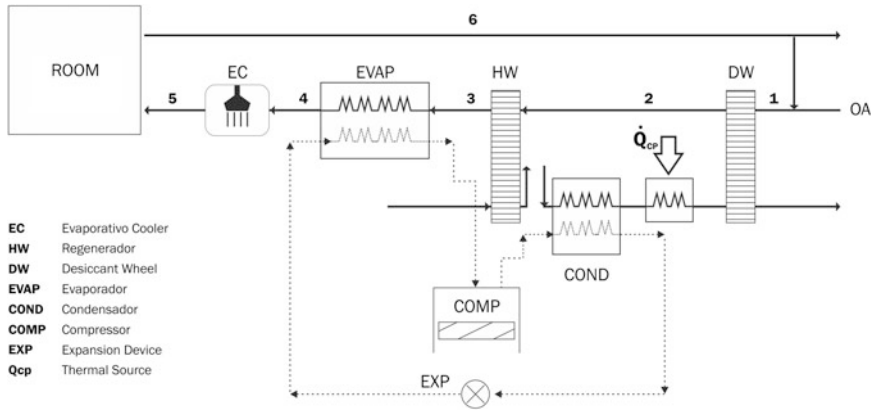 6
ROOM
EC
EVAP
HW
DW
5
4
3
2
1
OA
Q̇CP
COND
COMP
EXP
EC Evaporativo Cooler
HW Regenerador
DW Desiccant Wheel
EVAP Evaporador
COND Condensador
COMP Compressor
EXP Expansion Device
Qcp Thermal Source